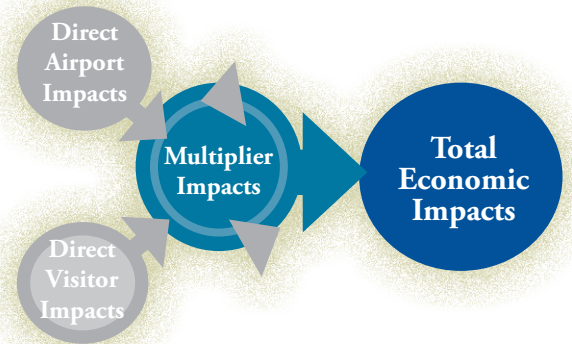 Direct
Airport
Impacts
Multiplier
Impacts
Total
Economic
Impacts
Direct
Visitor
Impacts